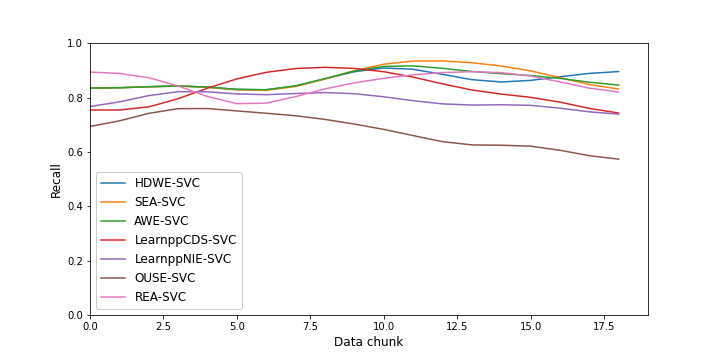 1.0
0.8
0.6
0.4
0.2
0.0
Recall
HDWE-SVC
SEA-SVC
AWE-SVC
LearnppCDS-SVC
LearnppNIE-SVC
OUSE-SVC
REA-SVC
0.0 2.5 5.0 7.5 10.0 12.5 15.0 17.5
Data chunk